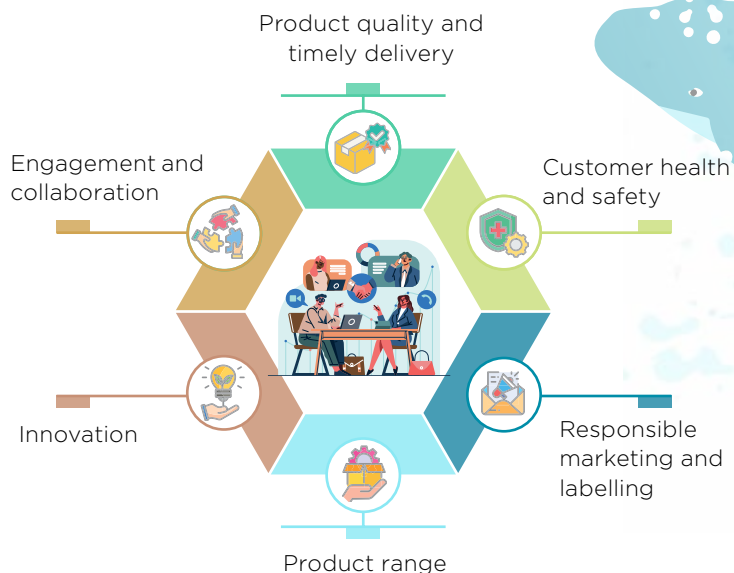 Product quality and
timely delivery
Engagement and
collaboration
Customer health
and safety
Innovation
Responsible
marketing and
labelling
Product range